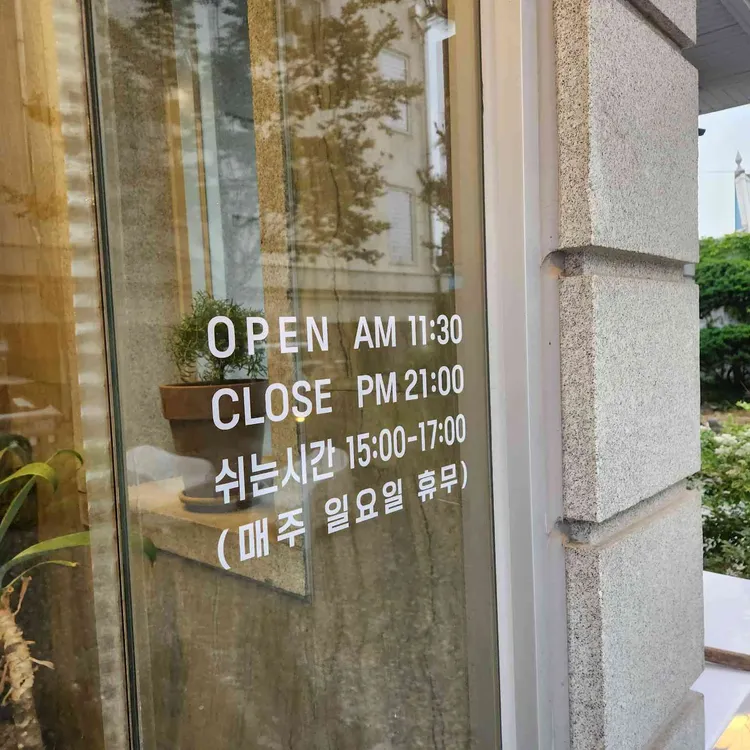 OPEN AM 11:30
CLOSE PM 21:00
쉬는시간 15:00-17:00
(매주 일요일 휴무)